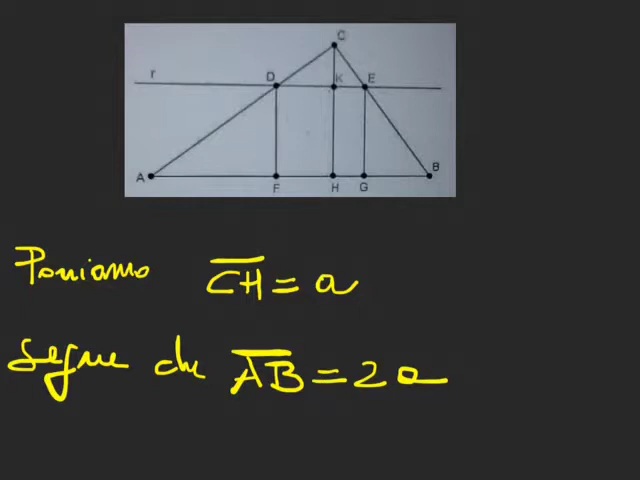 C
r D K E
A F H G B
Poniamo CH = a
Segue che AB = 2a